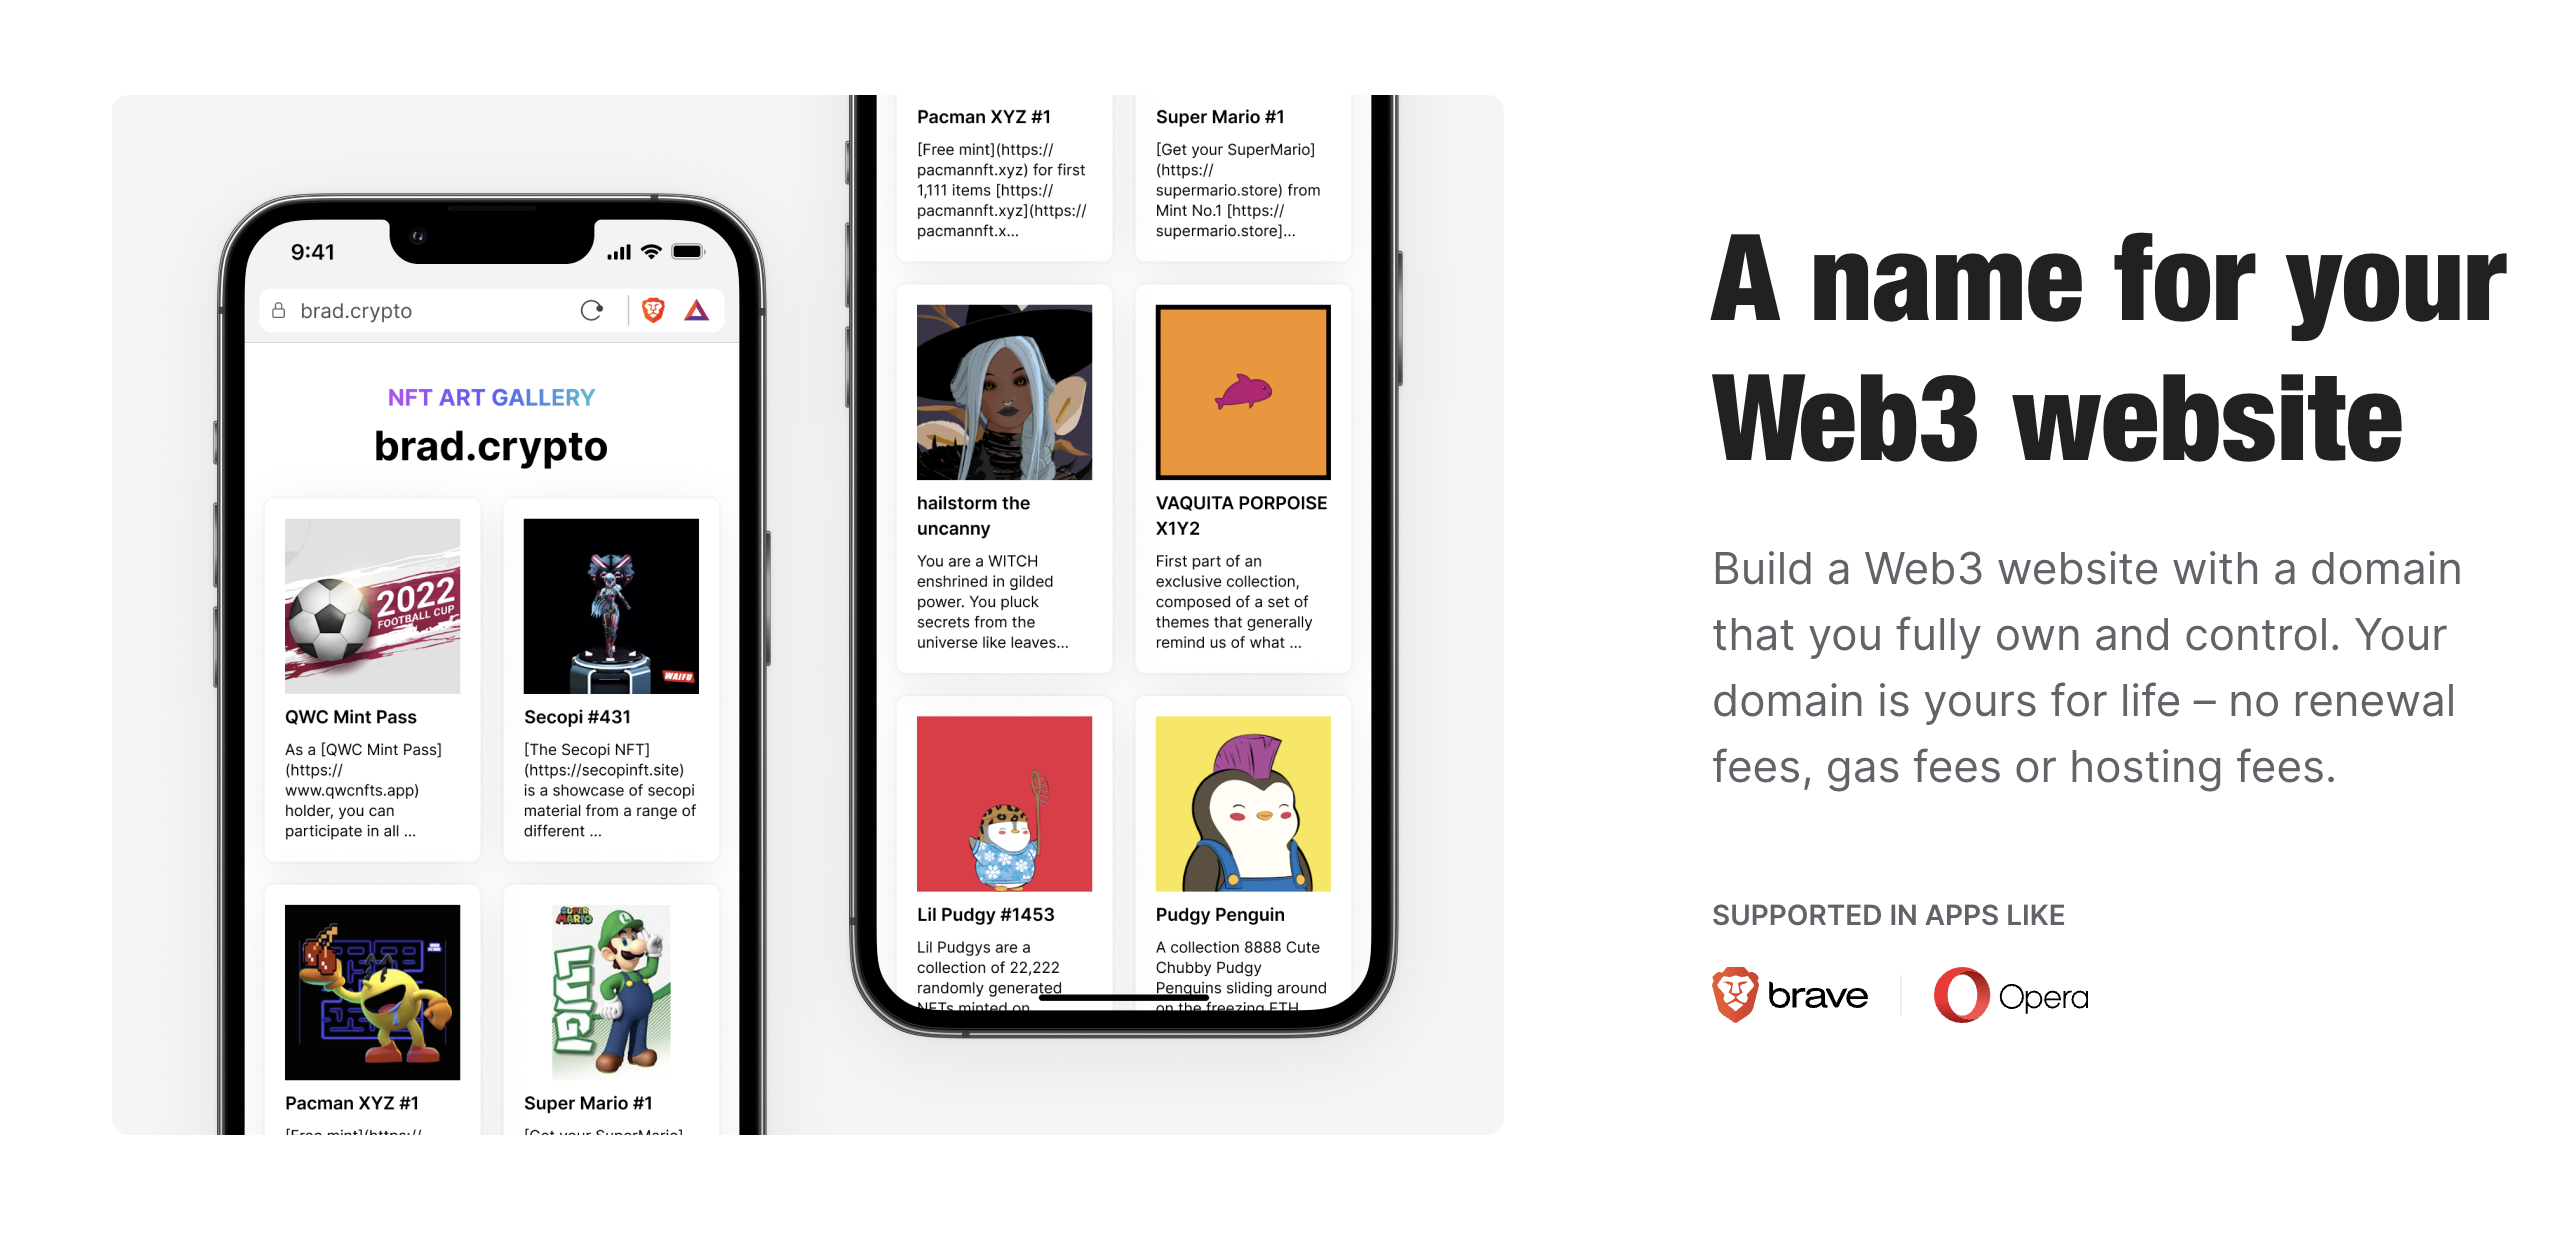 9:41
brad.crypto
NFT ART GALLERY
brad.crypto
2022
FOOTBALL CUP
QWC Mint Pass
As a [QWC Mint Pass]
(https://
www.qwcnfts.app)
holder, you can
participate in all ...
WAIFU
Secopi #431
[The Secopi NFT]
(https://secopinft.site)
is a showcase of secopi
material from a range of
different ...
Pacman XYZ #1
[Free mint](https://
SUPER
MARIO
LUIGI
Super Mario #1
[Get your SuperMario]
Pacman XYZ #1
[Free mint](https://
pacmannft.xyz) for first
1,111 items [https://
pacmannft.xyz](https://
pacmannft.x...
Super Mario #1
[Get your SuperMario]
(https://
supermario.store) from
Mint No.1 [https://
supermario.store]...
hailstorm the
uncanny
You are a WITCH
enshrined in gilded
power. You pluck
secrets from the
universe like leaves...
VAQUITA PORPOISE
X1Y2
First part of an
exclusive collection,
composed of a set of
themes that generally
remind us of what ...
Lil Pudgy #1453
Lil Pudgys are a
collection of 22,222
randomly generated
NFTs minted on
Pudgy Penguin
A collection 8888 Cute
Chubby Pudgy
Penquins sliding around
on the freezing ETH
A name for your
Web3 website
Build a Web3 website with a domain
that you fully own and control. Your
domain is yours for life – no renewal
fees, gas fees or hosting fees.
SUPPORTED IN APPS LIKE
brave
Opera